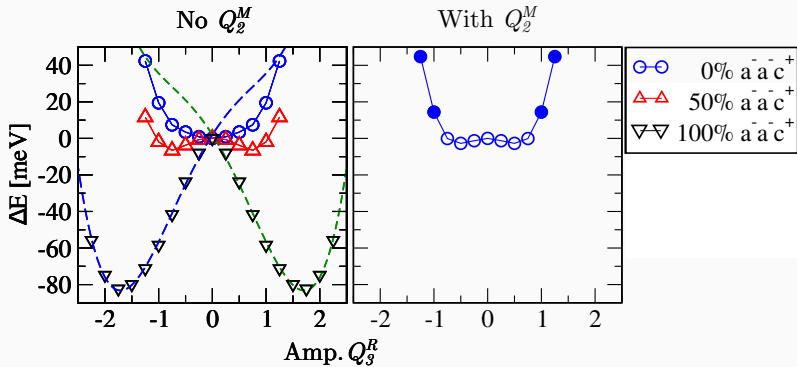 No Q₂ᴹ
With Q₂ᴹ
ΔE [meV]
40
20
0
-20
-40
-60
-80
-2 -1 0 1 2
-2 -1 0 1 2
Amp. Q₃ᴿ
0% a⁻a⁻c⁺
50% a⁻a⁻c⁺
100% a⁻a⁻c⁺